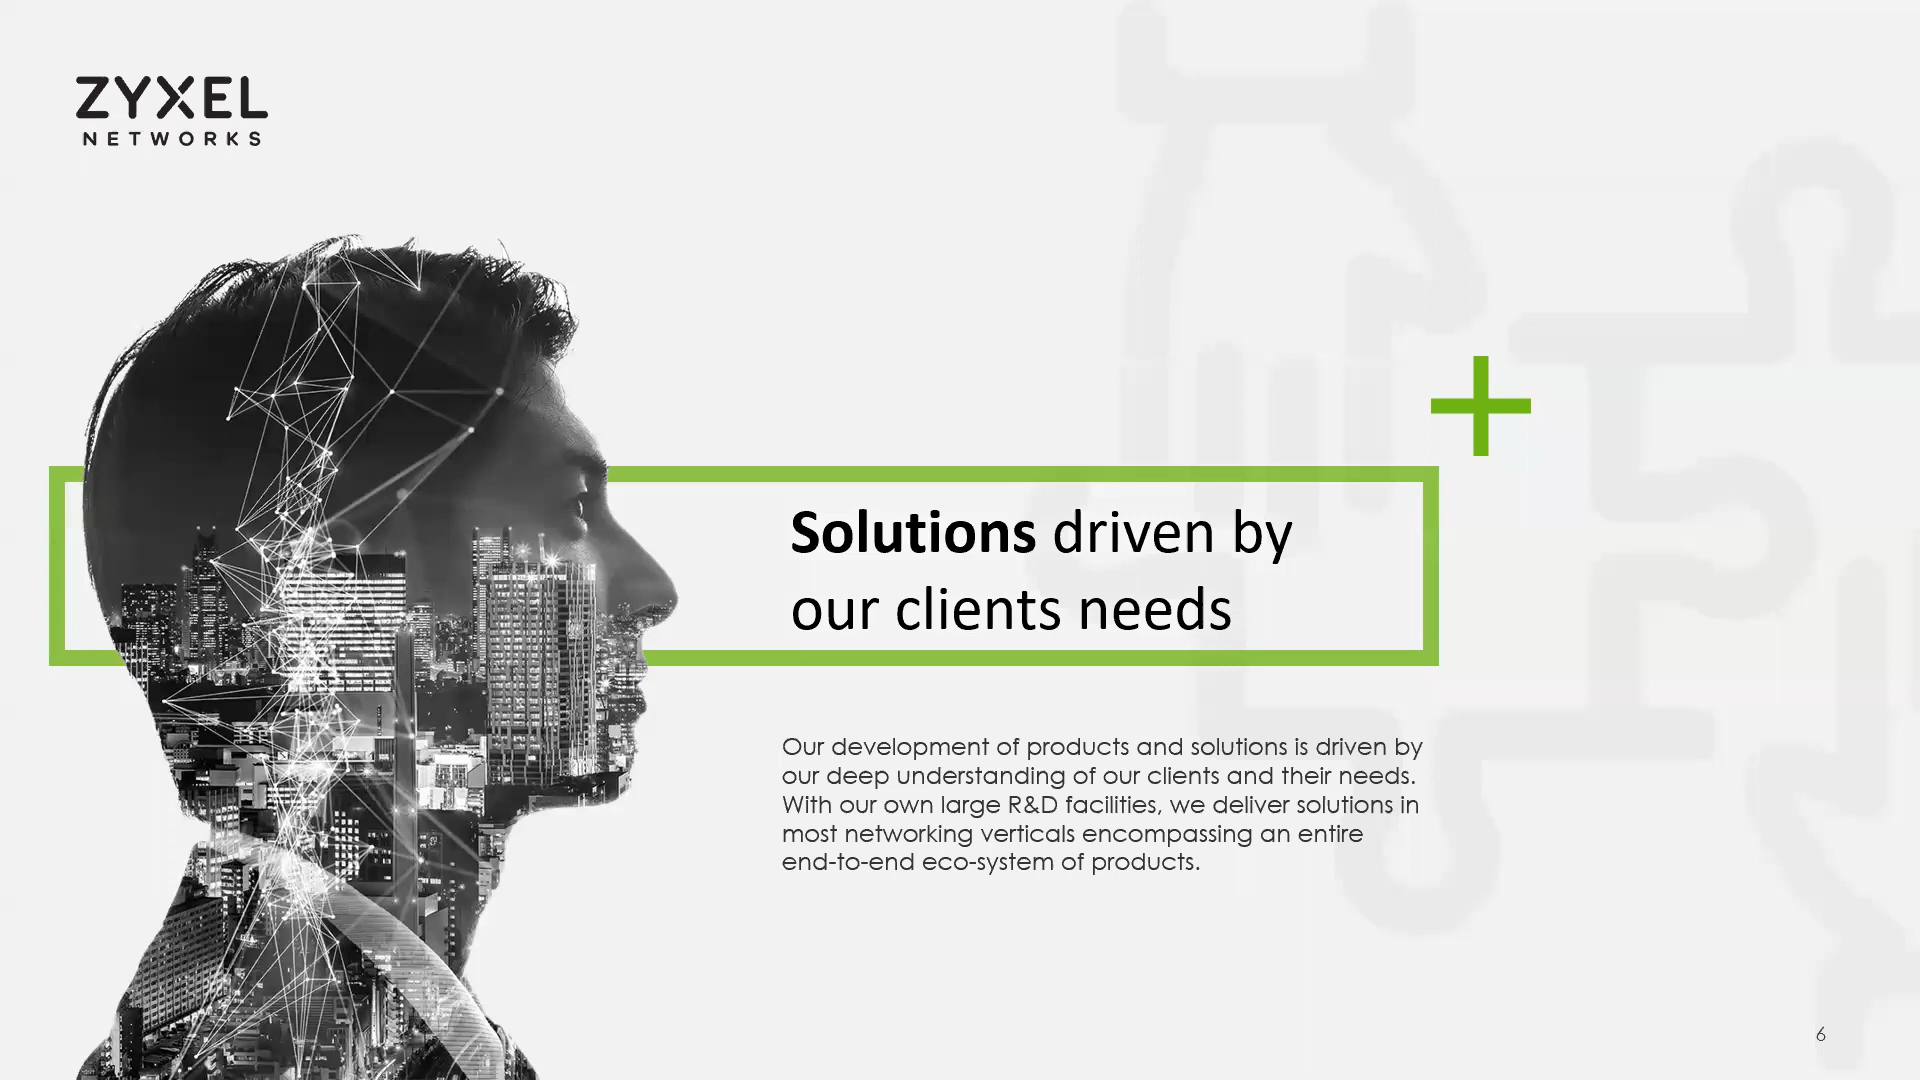 ZYXEL
NETWORKS
Solutions driven by
our clients needs
Our development of products and solutions is driven by
our deep understanding of our clients and their needs.
With our own large R&D facilities, we deliver solutions in
most networking verticals encompassing an entire
end-to-end eco-system of products.
6